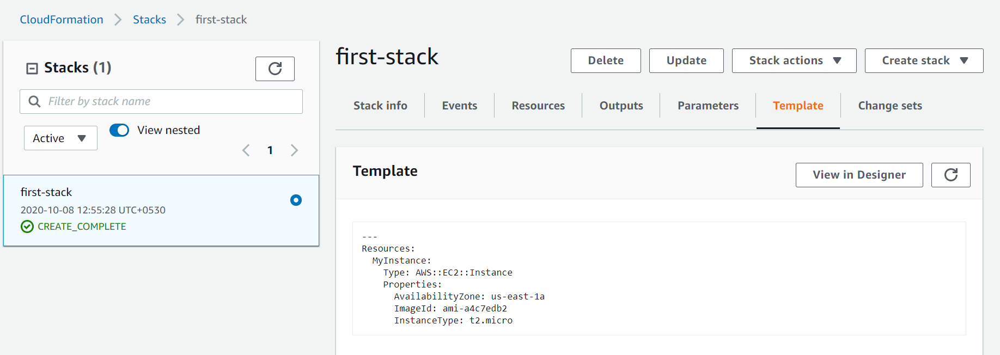 CloudFormation > Stacks > first-stack
Stacks (1)
Filter by stack name
Active
View nested
1
first-stack
2020-10-08 12:55:28 UTC+0530
CREATE_COMPLETE
first-stack
Delete
Update
Stack actions
Create stack
Stack info
Events
Resources
Outputs
Parameters
Template
Change sets
Template
View in Designer
---
Resources:
  MyInstance:
    Type: AWS::EC2::Instance
    Properties:
      AvailabilityZone: us-east-1a
      ImageId: ami-a4c7edb2
      InstanceType: t2.micro